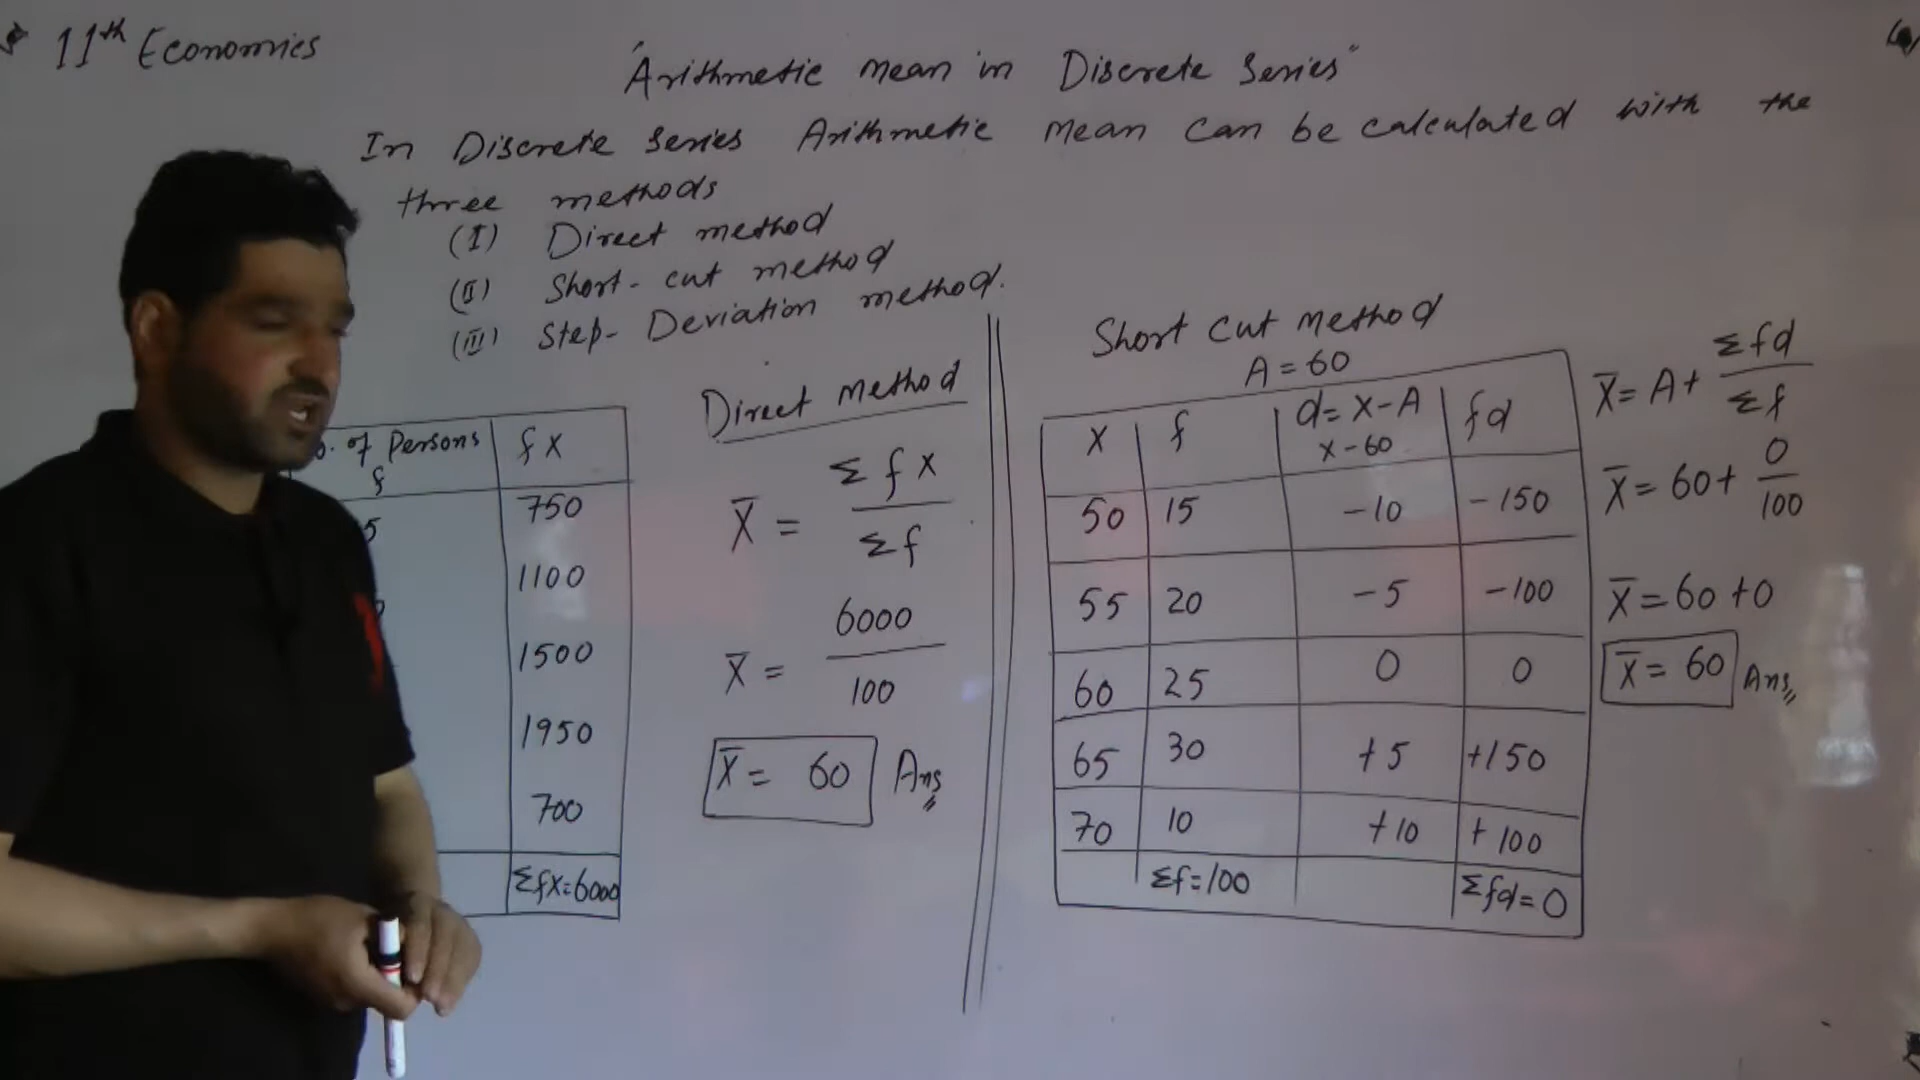 11th Economics
"Arithmetic mean in Discrete Series"
In Discrete series Arithmetic mean can be calculated with the
three methods
(I) Direct method
(II) Short-cut method
(III) Step-Deviation method.
of Persons f | fX
750
1100
1500
1950
700
ΣfX=6000
Direct method
X̄ = ΣfX / Σf
X̄ = 6000 / 100
X̄ = 60 Ans
Short cut method
A = 60
X | f | d = X-A | fd
X-60
50 | 15 | -10 | -150
55 | 20 | -5 | -100
60 | 25 | 0 | 0
65 | 30 | +5 | +150
70 | 10 | +10 | +100
Σf=100 | Σfd=0
X̄ = A + Σfd / Σf
X̄ = 60 + 0 / 100
X̄ = 60 + 0
X̄ = 60 Ans